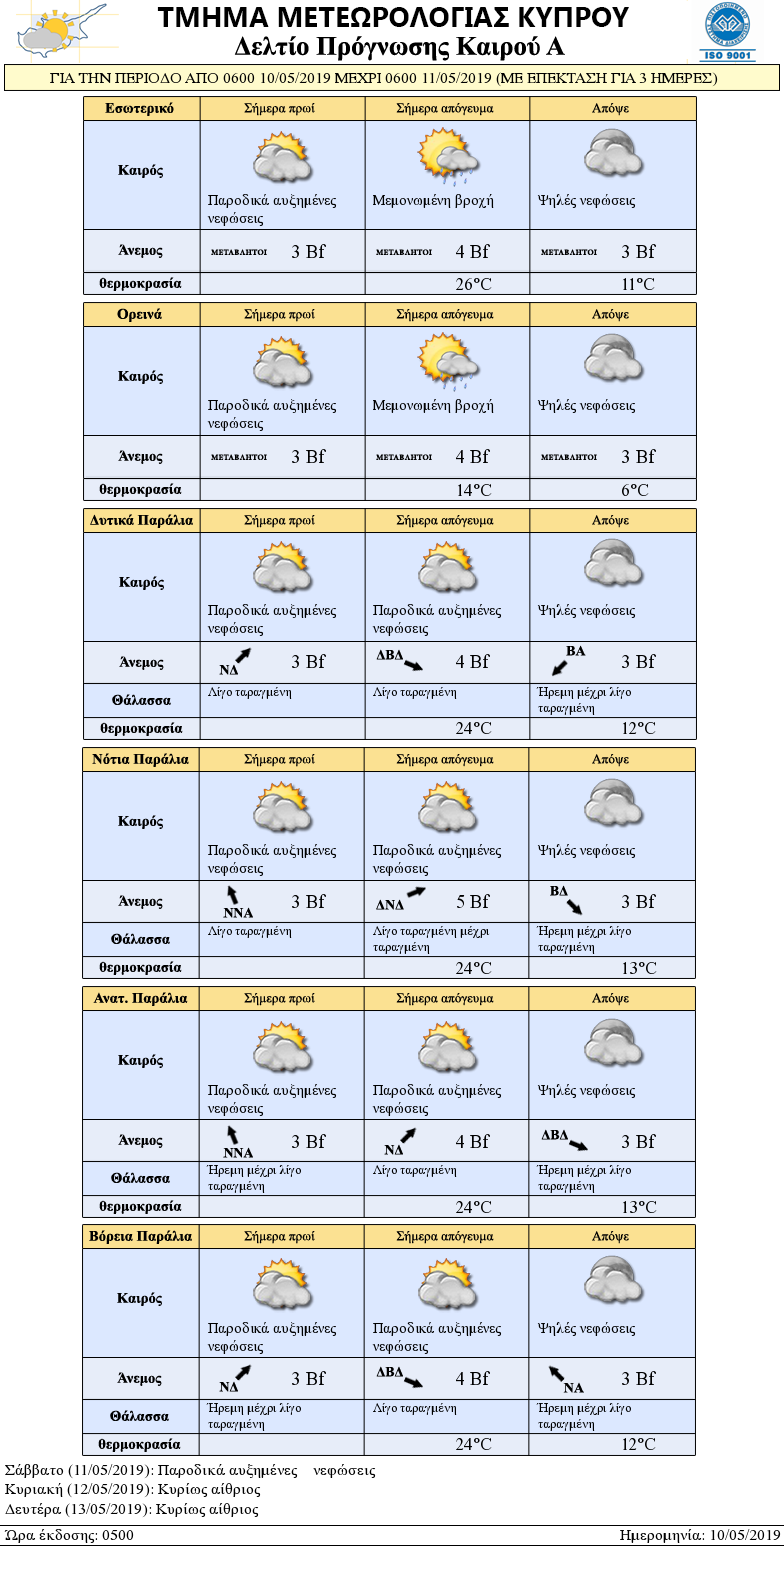 ΤΜΗΜΑ ΜΕΤΕΩΡΟΛΟΓΙΑΣ ΚΥΠΡΟΥ
Δελτίο Πρόγνωσης Καιρού Α
ISO 9001
ΓΙΑ ΤΗΝ ΠΕΡΙΟΔΟ ΑΠΟ 0600 10/05/2019 ΜΕΧΡΙ 0600 11/05/2019 (ΜΕ ΕΠΕΚΤΑΣΗ ΓΙΑ 3 ΗΜΕΡΕΣ)
Εσωτερικό Σήμερα πρωί Σήμερα απόγευμα Απόψε
Καιρός
Παροδικά αυξημένες Μεμονωμένη βροχή Ψηλές νεφώσεις
νεφώσεις
Άνεμος ΜΕΤΑΒΛΗΤΟΙ 3 Bf ΜΕΤΑΒΛΗΤΟΙ 4 Bf ΜΕΤΑΒΛΗΤΟΙ 3 Bf
θερμοκρασία 26°C 11°C
Ορεινά Σήμερα πρωί Σήμερα απόγευμα Απόψε
Καιρός
Παροδικά αυξημένες Μεμονωμένη βροχή Ψηλές νεφώσεις
νεφώσεις
Άνεμος ΜΕΤΑΒΛΗΤΟΙ 3 Bf ΜΕΤΑΒΛΗΤΟΙ 4 Bf ΜΕΤΑΒΛΗΤΟΙ 3 Bf
θερμοκρασία 14°C 6°C
Δυτικά Παράλια Σήμερα πρωί Σήμερα απόγευμα Απόψε
Καιρός
Παροδικά αυξημένες Παροδικά αυξημένες Ψηλές νεφώσεις
νεφώσεις νεφώσεις
Άνεμος ΝΔ 3 Bf ΔΒΔ 4 Bf ΒΑ 3 Bf
Θάλασσα Λίγο ταραγμένη Λίγο ταραγμένη Ήρεμη μέχρι λίγο
ταραγμένη
θερμοκρασία 24°C 12°C
Νότια Παράλια Σήμερα πρωί Σήμερα απόγευμα Απόψε
Καιρός
Παροδικά αυξημένες Παροδικά αυξημένες Ψηλές νεφώσεις
νεφώσεις νεφώσεις
Άνεμος ΝΝΑ 3 Bf ΔΝΔ 5 Bf ΒΔ 3 Bf
Θάλασσα Λίγο ταραγμένη Λίγο ταραγμένη μέχρι Ήρεμη μέχρι λίγο
ταραγμένη ταραγμένη
θερμοκρασία 24°C 13°C
Ανατ. Παράλια Σήμερα πρωί Σήμερα απόγευμα Απόψε
Καιρός
Παροδικά αυξημένες Παροδικά αυξημένες Ψηλές νεφώσεις
νεφώσεις νεφώσεις
Άνεμος ΝΝΑ 3 Bf ΝΔ 4 Bf ΔΒΔ 3 Bf
Θάλασσα Ήρεμη μέχρι λίγο Λίγο ταραγμένη Ήρεμη μέχρι λίγο
ταραγμένη ταραγμένη
θερμοκρασία 24°C 13°C
Βόρεια Παράλια Σήμερα πρωί Σήμερα απόγευμα Απόψε
Καιρός
Παροδικά αυξημένες Παροδικά αυξημένες Ψηλές νεφώσεις
νεφώσεις νεφώσεις
Άνεμος ΝΔ 3 Bf ΔΒΔ 4 Bf ΝΑ 3 Bf
Θάλασσα Ήρεμη μέχρι λίγο Λίγο ταραγμένη Ήρεμη μέχρι λίγο
ταραγμένη ταραγμένη
θερμοκρασία 24°C 12°C
Σάββατο (11/05/2019): Παροδικά αυξημένες νεφώσεις
Κυριακή (12/05/2019): Κυρίως αίθριος
Δευτέρα (13/05/2019): Κυρίως αίθριος
Ώρα έκδοσης: 0500 Ημερομηνία: 10/05/2019